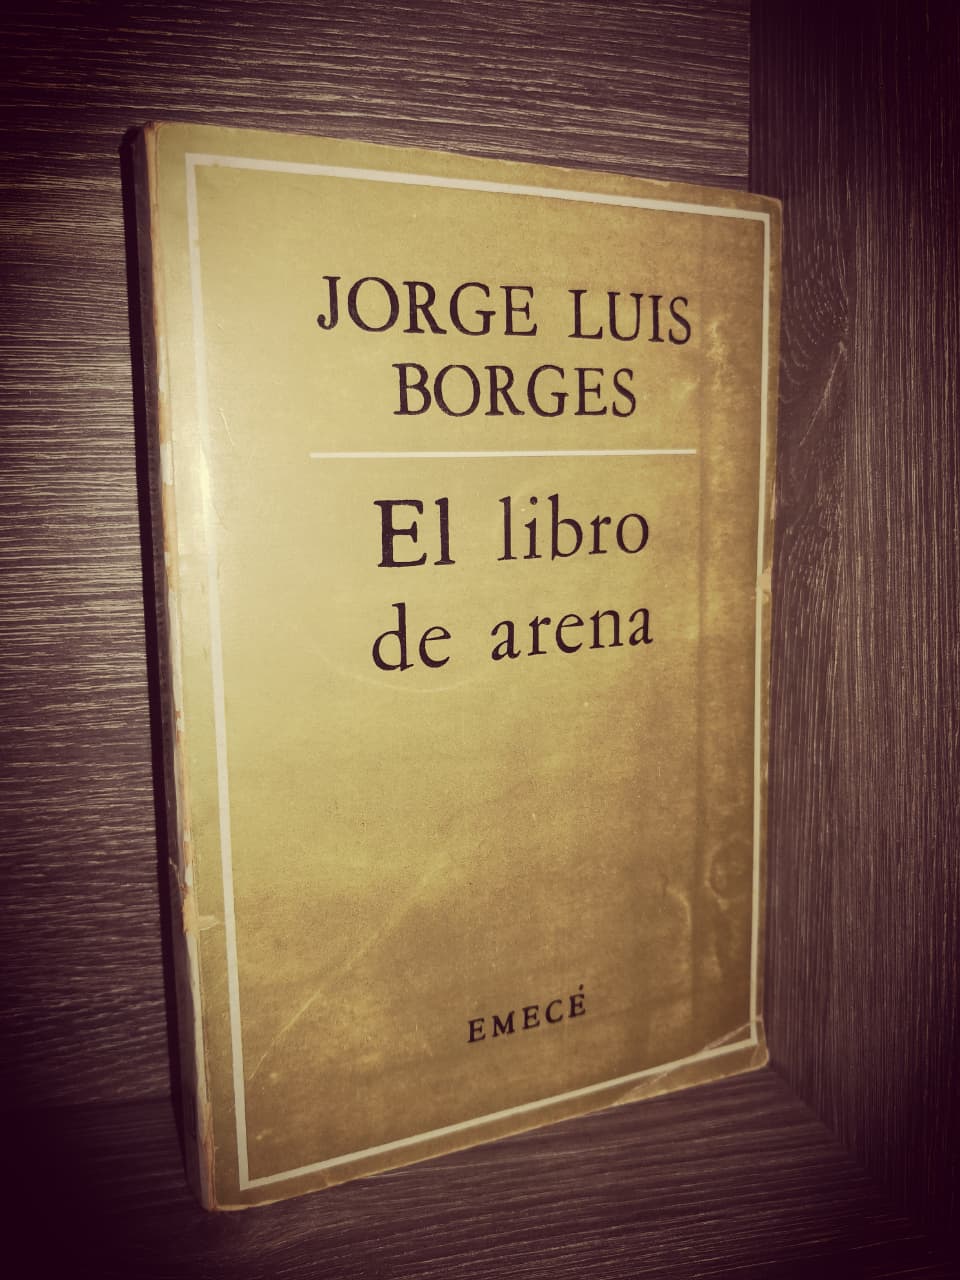 JORGE LUIS
BORGES
El libro
de arena
EMECÉ